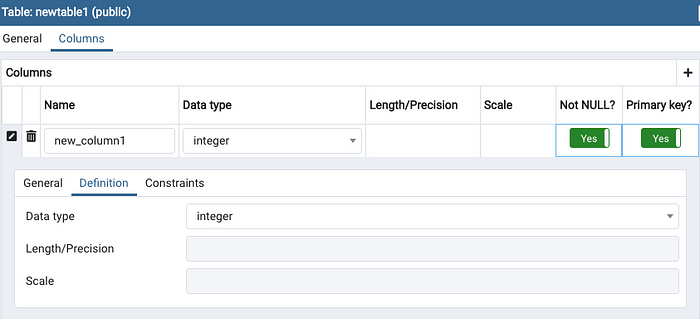 Table: newtable1 (public)
General Columns
Columns
Name Data type Length/Precision Scale Not NULL? Primary key?
new_column1 integer Yes Yes
General Definition Constraints
Data type integer
Length/Precision
Scale